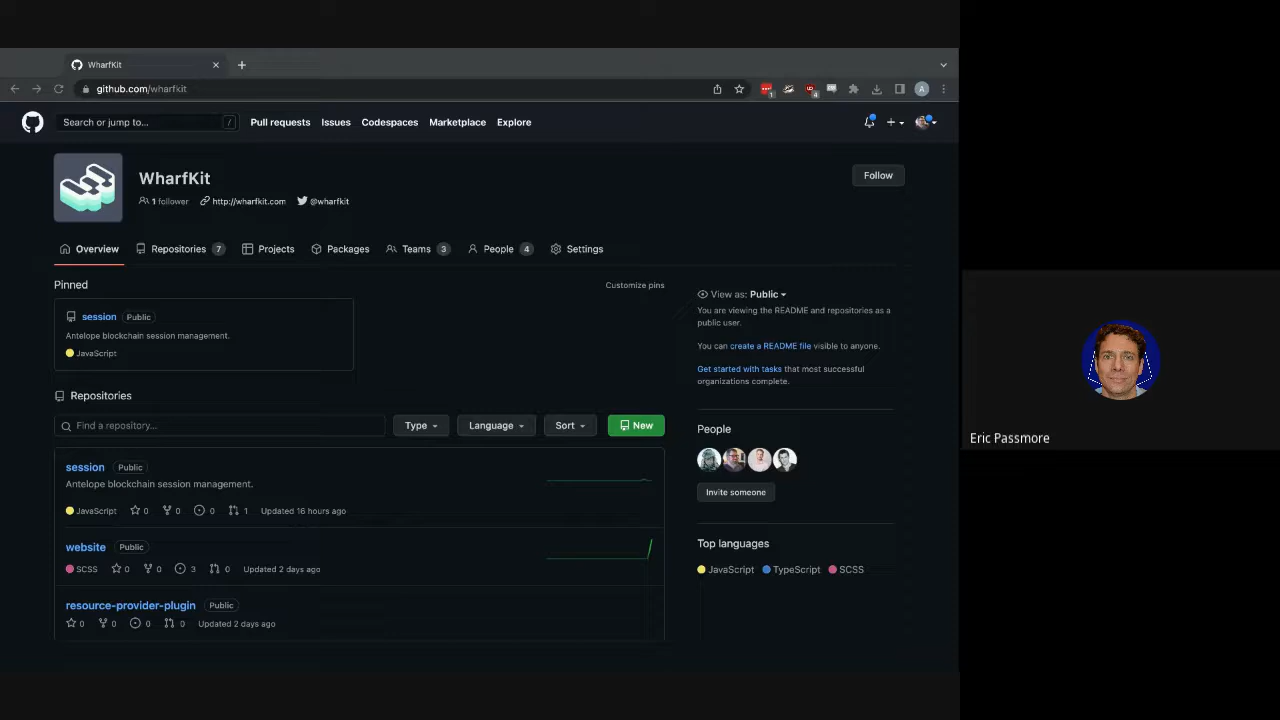 WharfKit
github.com/wharfkit
1
4
A
Search or jump to... /
Pull requests Issues Codespaces Marketplace Explore
WharfKit
Follow
1 follower http://wharfkit.com @wharfkit
Overview Repositories 7 Projects Packages Teams 3 People 4 Settings
Pinned
Customize pins
session Public
Antelope blockchain session management.
JavaScript
View as: Public
You are viewing the README and repositories as a
public user.
You can create a README file visible to anyone.
Get started with tasks that most successful
organizations complete.
Repositories
Find a repository...
Type Language Sort New
session Public
Antelope blockchain session management.
JavaScript 0 0 0 1 Updated 16 hours ago
website Public
SCSS 0 0 3 0 Updated 2 days ago
resource-provider-plugin Public
0 0 0 0 Updated 2 days ago
People
Invite someone
Top languages
JavaScript TypeScript SCSS
Eric Passmore